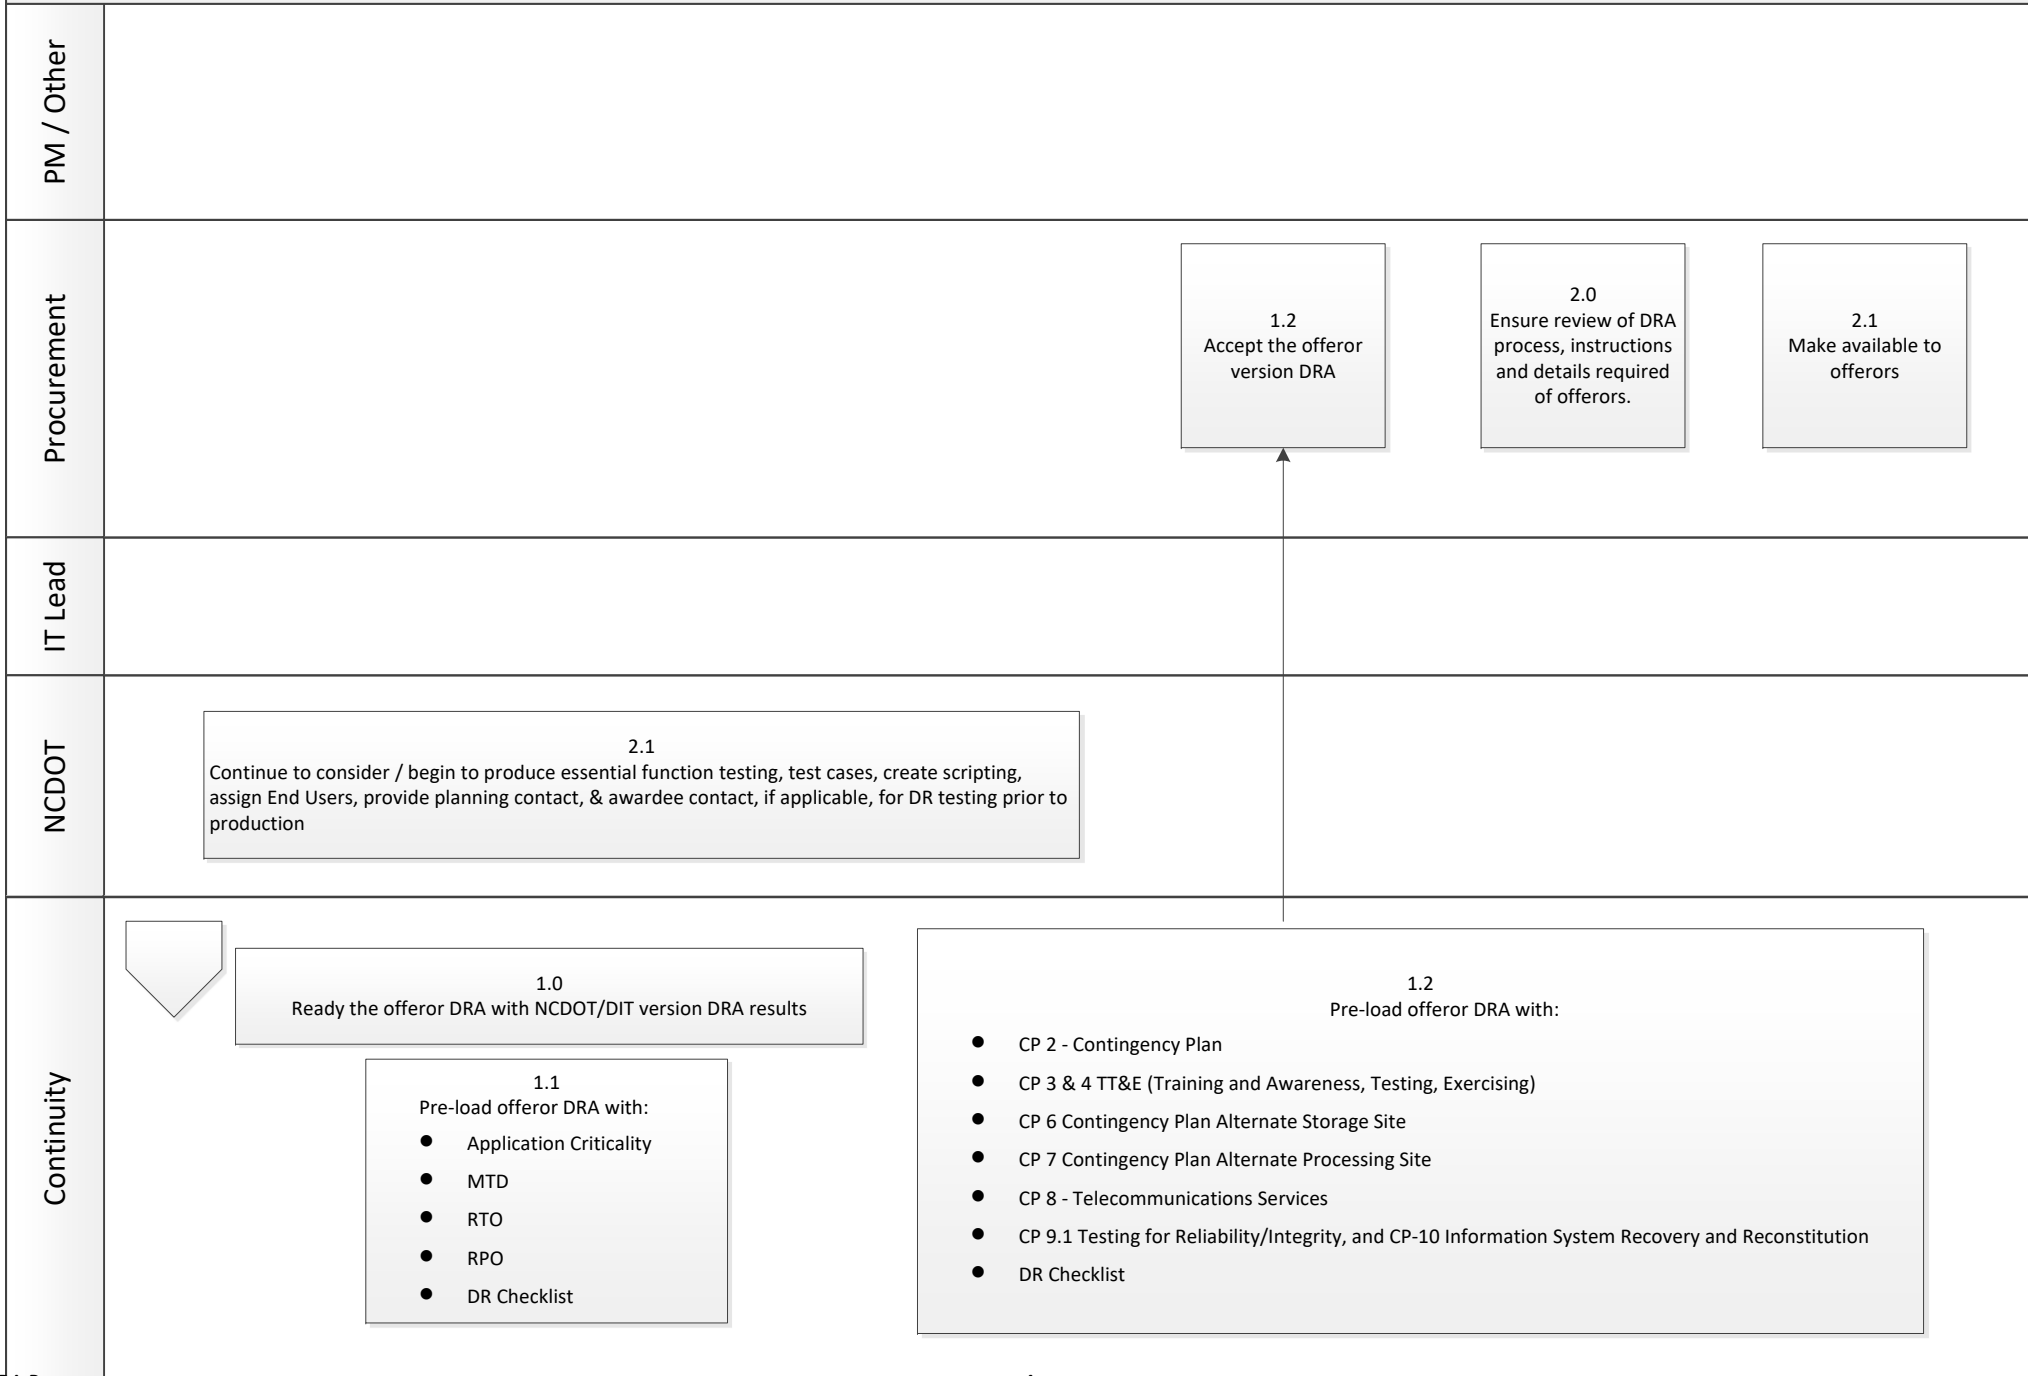 PM / Other
Procurement
1.2
Accept the offeror
version DRA
2.0
Ensure review of DRA
process, instructions
and details required
of offerors.
2.1
Make available to
offerors
IT Lead
NCDOT
2.1
Continue to consider / begin to produce essential function testing, test cases, create scripting,
assign End Users, provide planning contact, & awardee contact, if applicable, for DR testing prior to
production
Continuity
1.0
Ready the offeror DRA with NCDOT/DIT version DRA results
1.1
Pre-load offeror DRA with:
● Application Criticality
● MTD
● RTO
● RPO
● DR Checklist
1.2
Pre-load offeror DRA with:
● CP 2 - Contingency Plan
● CP 3 & 4 TT&E (Training and Awareness, Testing, Exercising)
● CP 6 Contingency Plan Alternate Storage Site
● CP 7 Contingency Plan Alternate Processing Site
● CP 8 - Telecommunications Services
● CP 9.1 Testing for Reliability/Integrity, and CP-10 Information System Recovery and Reconstitution
● DR Checklist